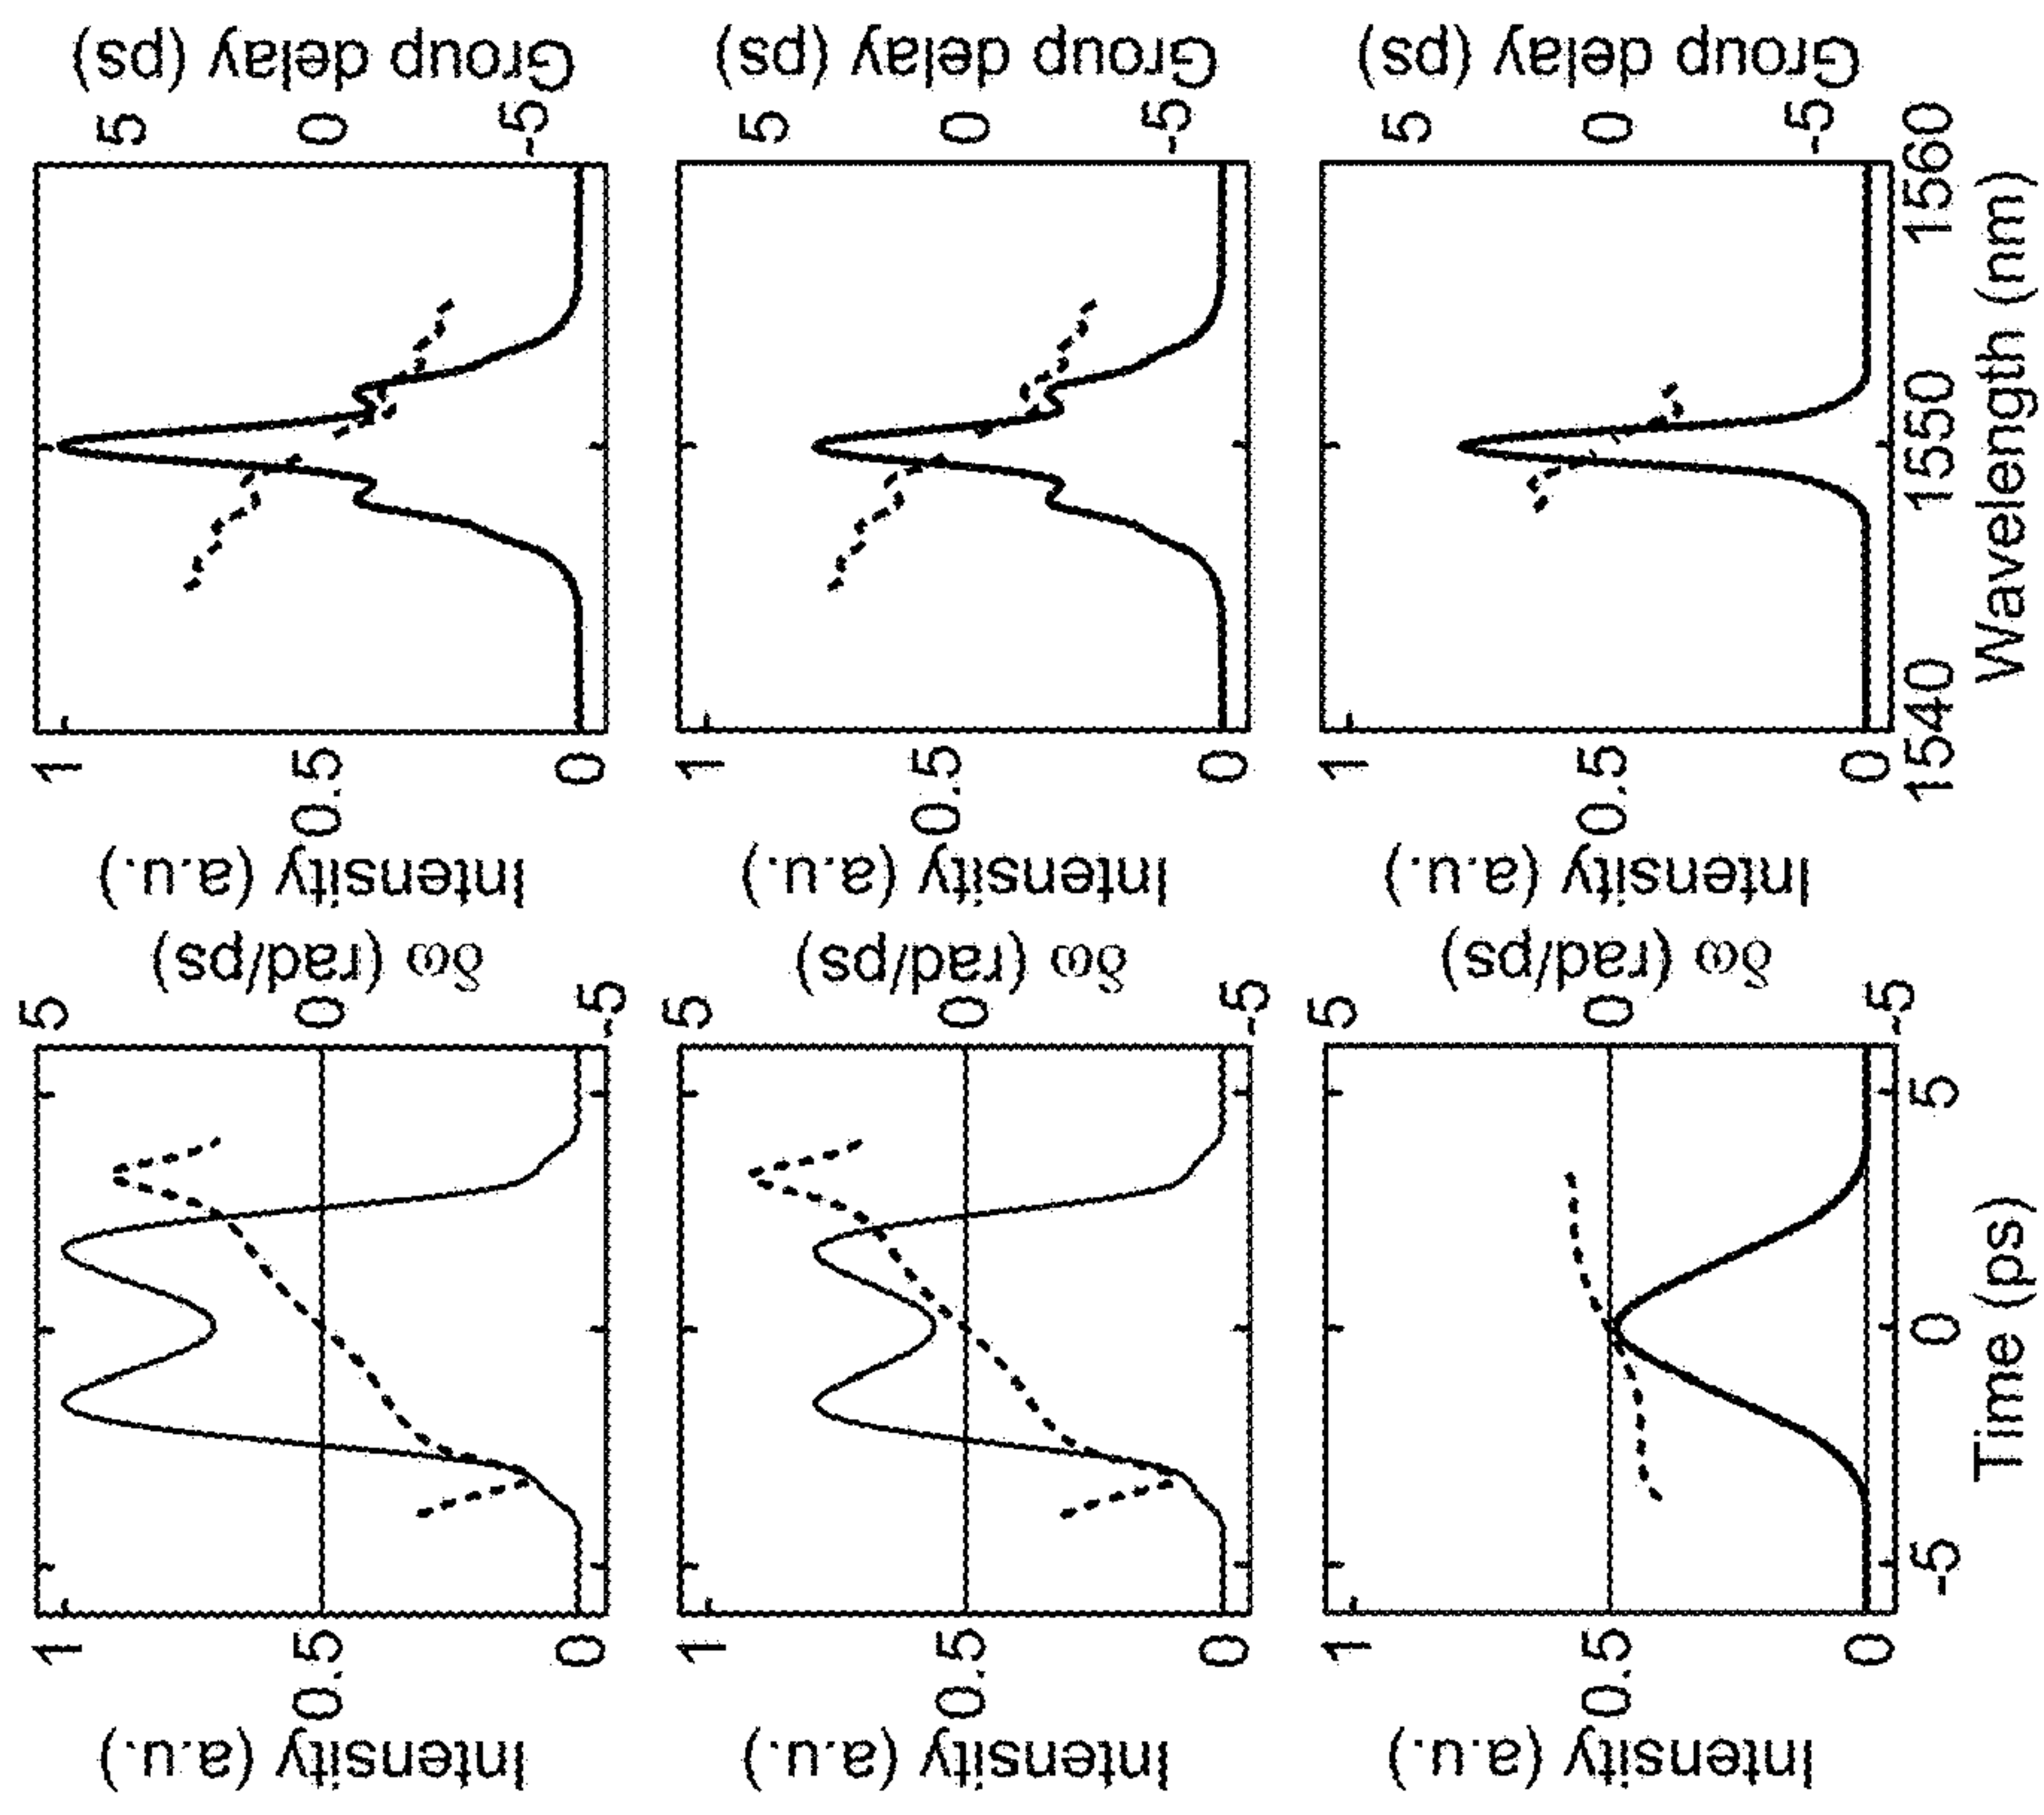 Intensity (a.u.)
1
0.5
0
5
0
-5
δω (rad/ps)
Intensity (a.u.)
1
0.5
0
5
0
-5
Group delay (ps)
Intensity (a.u.)
1
0.5
0
5
0
-5
δω (rad/ps)
Intensity (a.u.)
1
0.5
0
5
0
-5
Group delay (ps)
Intensity (a.u.)
1
0.5
0
5
0
-5
δω (rad/ps)
Intensity (a.u.)
1
0.5
0
5
0
-5
Group delay (ps)
-5 0 5
Time (ps)
1540 1550 1560
Wavelength (nm)